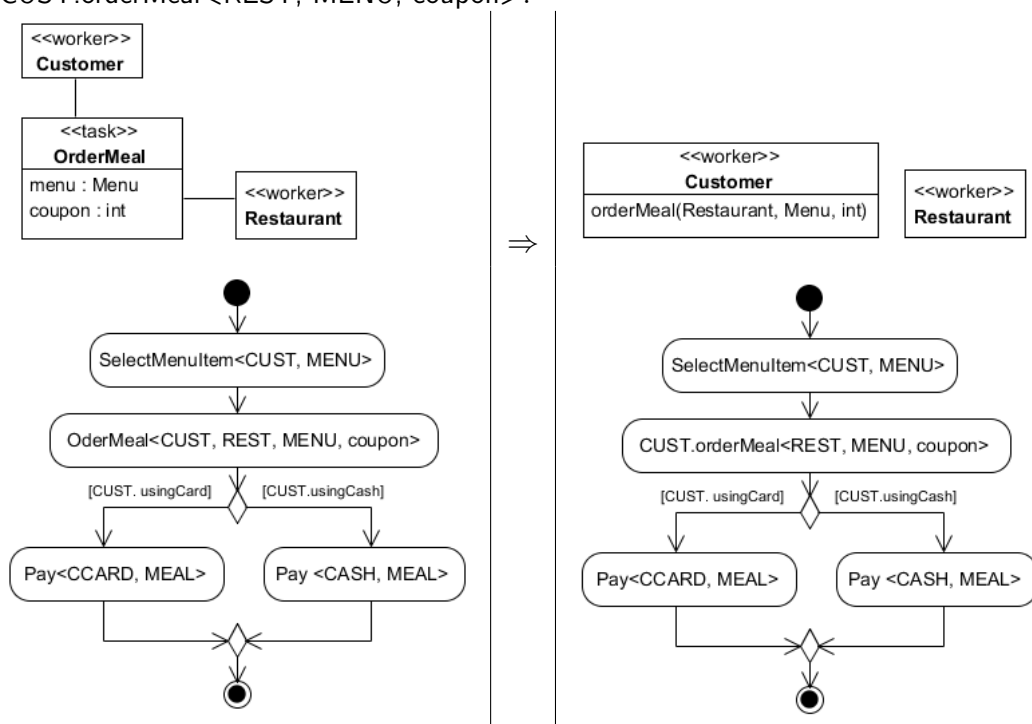 CUST.orderMeal<REST, MENU, coupon> .
<<worker>>
Customer
<<task>>
OrderMeal
menu : Menu
coupon : int
<<worker>>
Restaurant
SelectMenuItem<CUST, MENU>
OderMeal<CUST, REST, MENU, coupon>
[CUST. usingCard]
[CUST.usingCash]
Pay<CCARD, MEAL>
Pay <CASH, MEAL>
⇒
<<worker>>
Customer
orderMeal(Restaurant, Menu, int)
<<worker>>
Restaurant
SelectMenuItem<CUST, MENU>
CUST.orderMeal<REST, MENU, coupon>
[CUST. usingCard]
[CUST.usingCash]
Pay<CCARD, MEAL>
Pay <CASH, MEAL>